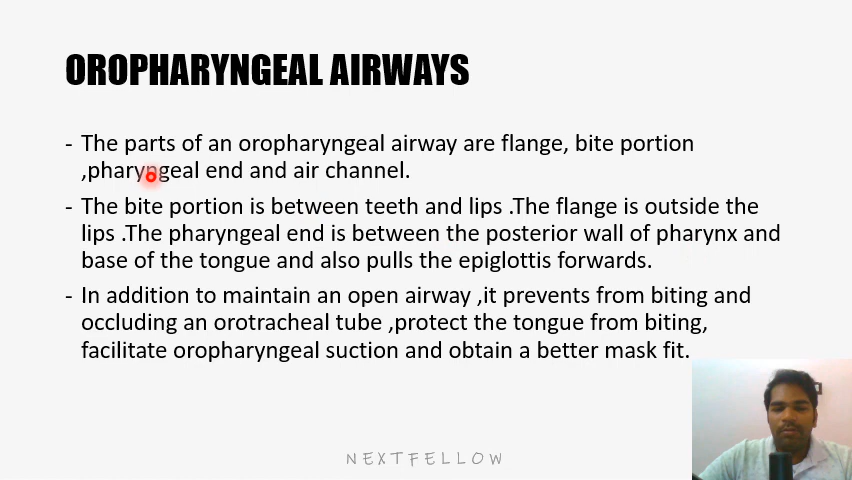 OROPHARYNGEAL AIRWAYS
- The parts of an oropharyngeal airway are flange, bite portion
,pharyngeal end and air channel.
- The bite portion is between teeth and lips .The flange is outside the
lips .The pharyngeal end is between the posterior wall of pharynx and
base of the tongue and also pulls the epiglottis forwards.
- In addition to maintain an open airway ,it prevents from biting and
occluding an orotracheal tube ,protect the tongue from biting,
facilitate oropharyngeal suction and obtain a better mask fit.
NEXTFELLOW